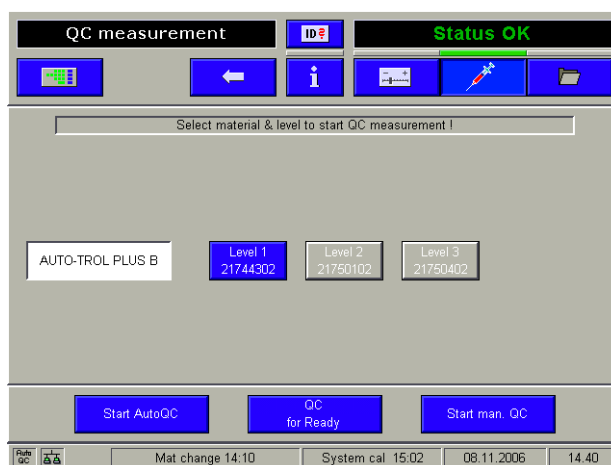 QC measurement
ID?
Status OK
i
Select material & level to start QC measurement !
AUTO-TROL PLUS B
Level 1
21744302
Level 2
21750102
Level 3
21750402
Start AutoQC
QC
for Ready
Start man. QC
Auto
QC
Mat change 14:10
System cal 15:02
08.11.2006
14.40